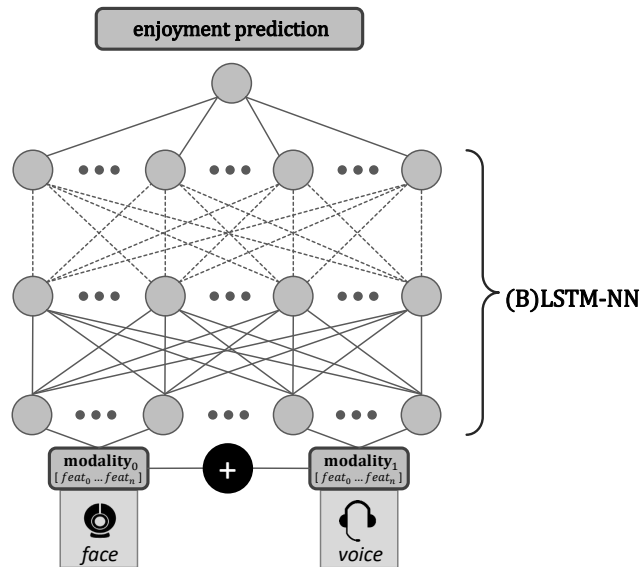 enjoyment prediction
(B)LSTM-NN
modality₀
[ feat₀ ... featₙ ]
+
modality₁
[ feat₀ ... featₙ ]
face
voice